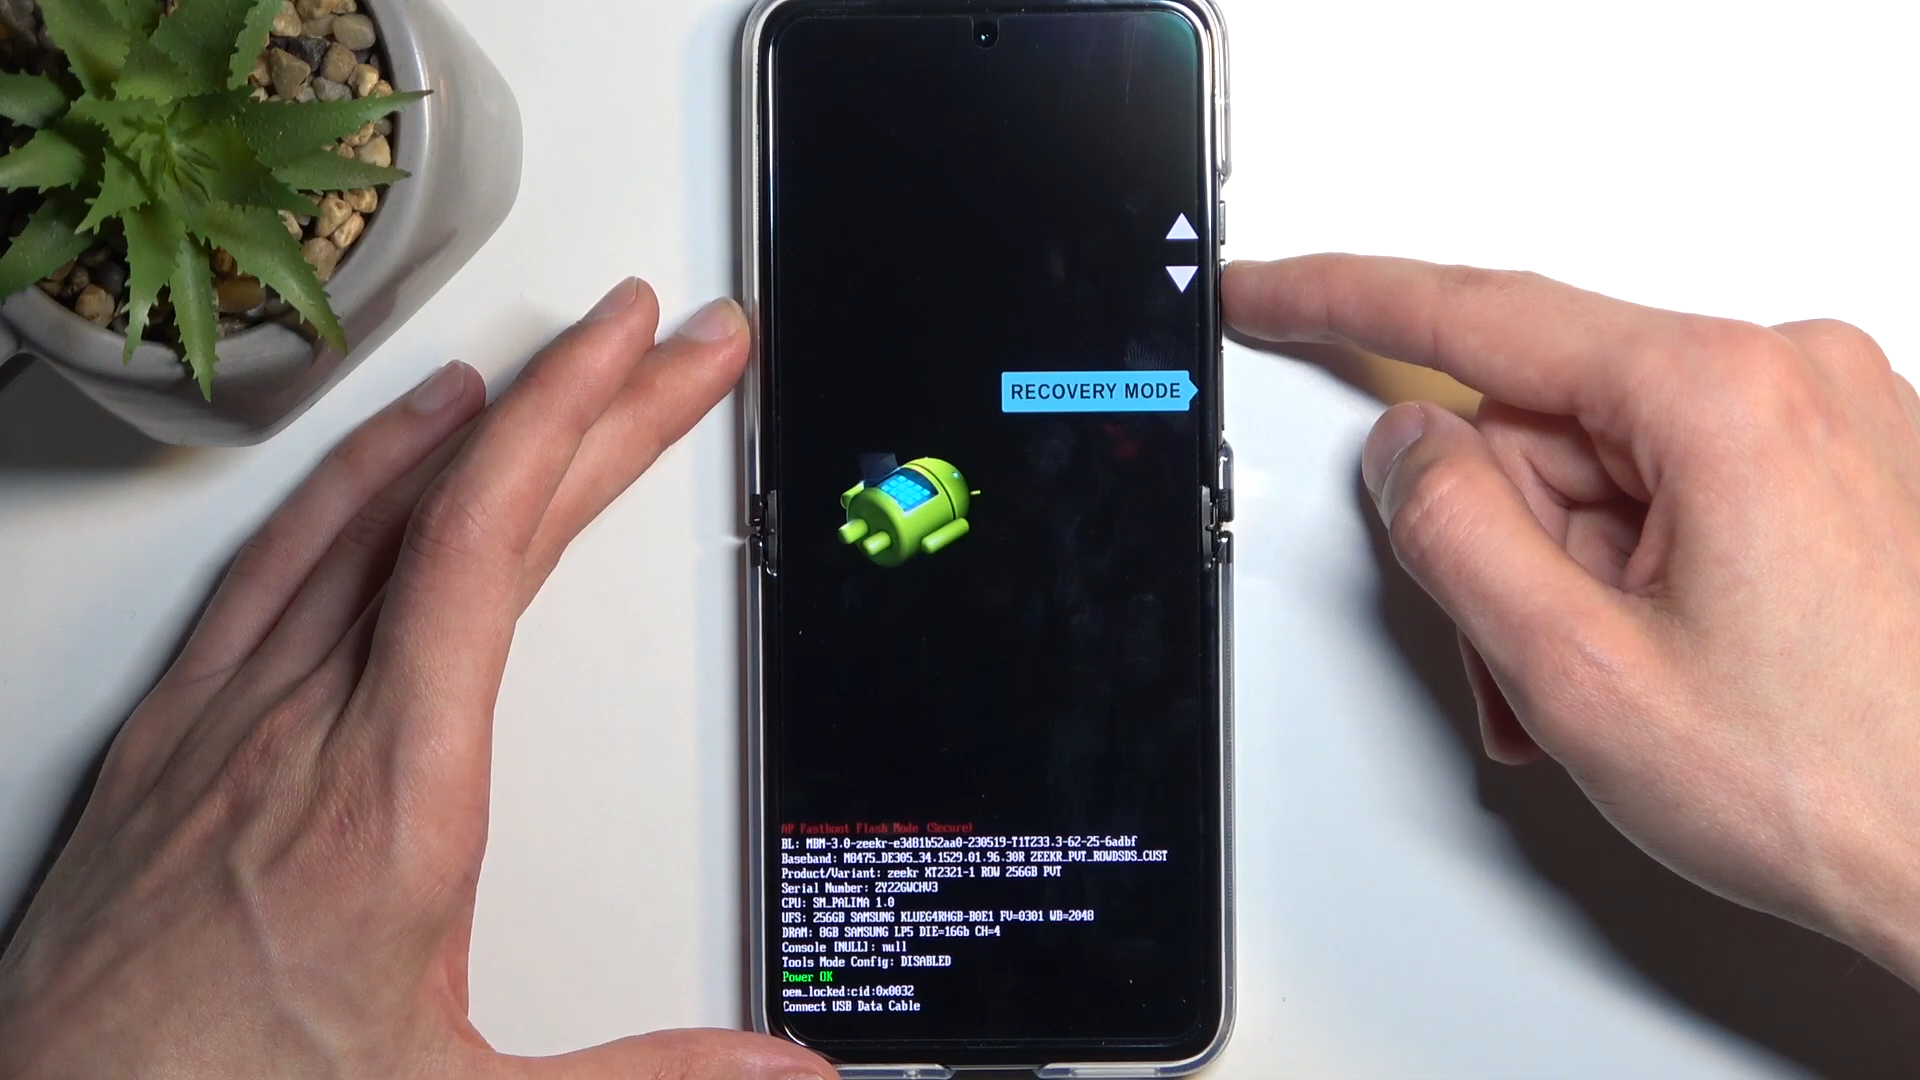 RECOVERY MODE
AP Fastboot Flash Mode (Secure)
BL: MBM-3.0-zeekr-e3d81b52aa0-230519-T1TZ33.3-62-25-6adbf
Baseband: M8475_DE305_34.1529.01.96.30R ZEEKR_PVT_ROWDSDS_CUST
Product/Variant: zeekr XT2321-1 ROW 256GB PVT
Serial Number: ZY22GWCHV3
CPU: SM_PALIMA 1.0
UFS: 256GB SAMSUNG KLUEG4RHGB-B0E1 FV=0301 WB=2048
DRAM: 8GB SAMSUNG LP5 DIE=16Gb CH=4
Console [NULL]: null
Tools Mode Config: DISABLED
Power OK
oem_locked:cid:0x0032
Connect USB Data Cable